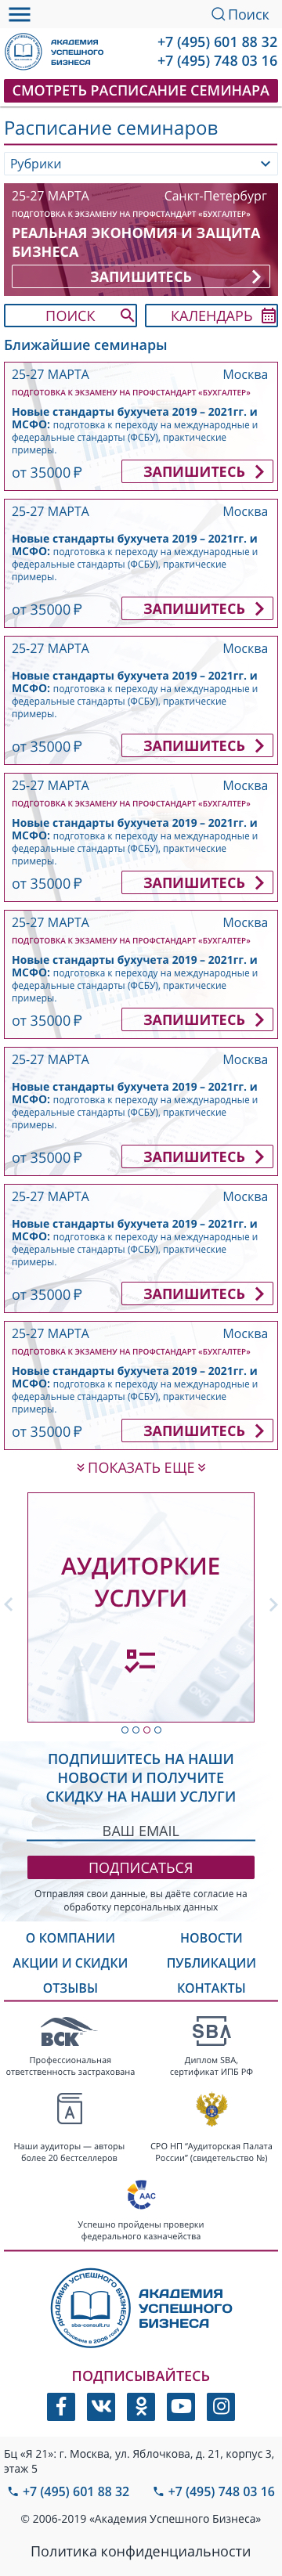 Поиск
АКАДЕМИЯ
УСПЕШНОГО
БИЗНЕСА
+7 (495) 601 88 32
+7 (495) 748 03 16
СМОТРЕТЬ РАСПИСАНИЕ СЕМИНАРА
Расписание семинаров
Рубрики
25-27 МАРТА Санкт-Петербург
ПОДГОТОВКА К ЭКЗАМЕНУ НА ПРОФСТАНДАРТ «БУХГАЛТЕР»
РЕАЛЬНАЯ ЭКОНОМИЯ И ЗАЩИТА
БИЗНЕСА
ЗАПИШИТЕСЬ
ПОИСК КАЛЕНДАРЬ
Ближайшие семинары
25-27 МАРТА Москва
ПОДГОТОВКА К ЭКЗАМЕНУ НА ПРОФСТАНДАРТ «БУХГАЛТЕР»
Новые стандарты бухучета 2019 – 2021гг. и
МСФО: подготовка к переходу на международные и
федеральные стандарты (ФСБУ), практические
примеры.
от 35000 ₽ ЗАПИШИТЕСЬ
25-27 МАРТА Москва
Новые стандарты бухучета 2019 – 2021гг. и
МСФО: подготовка к переходу на международные и
федеральные стандарты (ФСБУ), практические
примеры.
от 35000 ₽ ЗАПИШИТЕСЬ
25-27 МАРТА Москва
Новые стандарты бухучета 2019 – 2021гг. и
МСФО: подготовка к переходу на международные и
федеральные стандарты (ФСБУ), практические
примеры.
от 35000 ₽ ЗАПИШИТЕСЬ
25-27 МАРТА Москва
ПОДГОТОВКА К ЭКЗАМЕНУ НА ПРОФСТАНДАРТ «БУХГАЛТЕР»
Новые стандарты бухучета 2019 – 2021гг. и
МСФО: подготовка к переходу на международные и
федеральные стандарты (ФСБУ), практические
примеры.
от 35000 ₽ ЗАПИШИТЕСЬ
25-27 МАРТА Москва
ПОДГОТОВКА К ЭКЗАМЕНУ НА ПРОФСТАНДАРТ «БУХГАЛТЕР»
Новые стандарты бухучета 2019 – 2021гг. и
МСФО: подготовка к переходу на международные и
федеральные стандарты (ФСБУ), практические
примеры.
от 35000 ₽ ЗАПИШИТЕСЬ
25-27 МАРТА Москва
Новые стандарты бухучета 2019 – 2021гг. и
МСФО: подготовка к переходу на международные и
федеральные стандарты (ФСБУ), практические
примеры.
от 35000 ₽ ЗАПИШИТЕСЬ
25-27 МАРТА Москва
Новые стандарты бухучета 2019 – 2021гг. и
МСФО: подготовка к переходу на международные и
федеральные стандарты (ФСБУ), практические
примеры.
от 35000 ₽ ЗАПИШИТЕСЬ
25-27 МАРТА Москва
ПОДГОТОВКА К ЭКЗАМЕНУ НА ПРОФСТАНДАРТ «БУХГАЛТЕР»
Новые стандарты бухучета 2019 – 2021гг. и
МСФО: подготовка к переходу на международные и
федеральные стандарты (ФСБУ), практические
примеры.
от 35000 ₽ ЗАПИШИТЕСЬ
ПОКАЗАТЬ ЕЩЕ
АУДИТОРКИЕ
УСЛУГИ
ПОДПИШИТЕСЬ НА НАШИ
НОВОСТИ И ПОЛУЧИТЕ
СКИДКУ НА НАШИ УСЛУГИ
ВАШ EMAIL
ПОДПИСАТЬСЯ
Отправляя свои данные, вы даёте согласие на
обработку персональных данных
О КОМПАНИИ НОВОСТИ
АКЦИИ И СКИДКИ ПУБЛИКАЦИИ
ОТЗЫВЫ КОНТАКТЫ
ВСК SBA
Профессиональная
ответственность застрахована
Диплом SBA,
сертификат ИПБ РФ
А
Наши аудиторы — авторы
более 20 бестселлеров
СРО НП “Аудиторская Палата
России” (свидетельство №)
ААС
Успешно пройдены проверки
федерального казначейства
АКАДЕМИЯ УСПЕШНОГО БИЗНЕСА
sba-consult.ru
Основана в 2006 году
АКАДЕМИЯ
УСПЕШНОГО
БИЗНЕСА
ПОДПИСЫВАЙТЕСЬ
Бц «Я 21»: г. Москва, ул. Яблочкова, д. 21, корпус 3,
этаж 5
+7 (495) 601 88 32 +7 (495) 748 03 16
© 2006-2019 «Академия Успешного Бизнеса»
Политика конфиденциальности